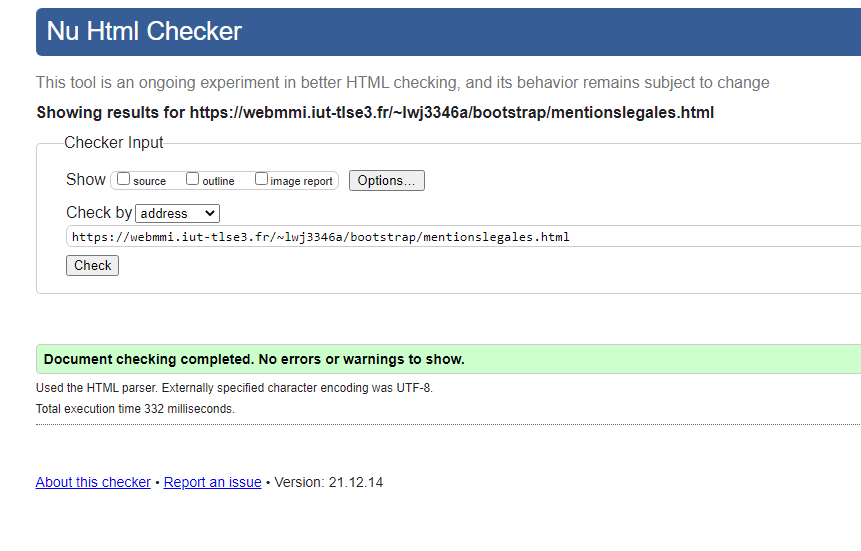 Nu Html Checker
This tool is an ongoing experiment in better HTML checking, and its behavior remains subject to change
Showing results for https://webmmi.iut-tlse3.fr/~lwj3346a/bootstrap/mentionslegales.html
Checker Input
Show source outline image report Options...
Check by address
https://webmmi.iut-tlse3.fr/~lwj3346a/bootstrap/mentionslegales.html
Check
Document checking completed. No errors or warnings to show.
Used the HTML parser. Externally specified character encoding was UTF-8.
Total execution time 332 milliseconds.
About this checker • Report an issue • Version: 21.12.14